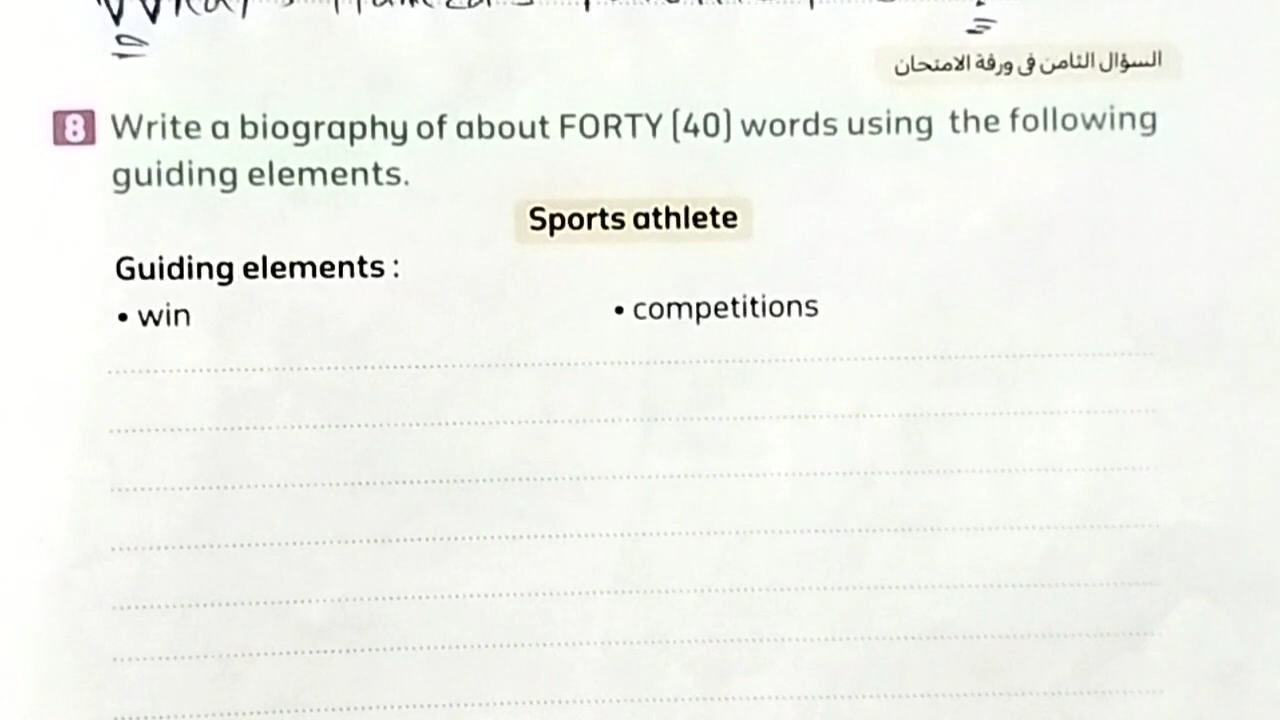 السؤال الثامن في ورقة الامتحان
8 Write a biography of about FORTY (40) words using the following
guiding elements.
Sports athlete
Guiding elements :
• win • competitions